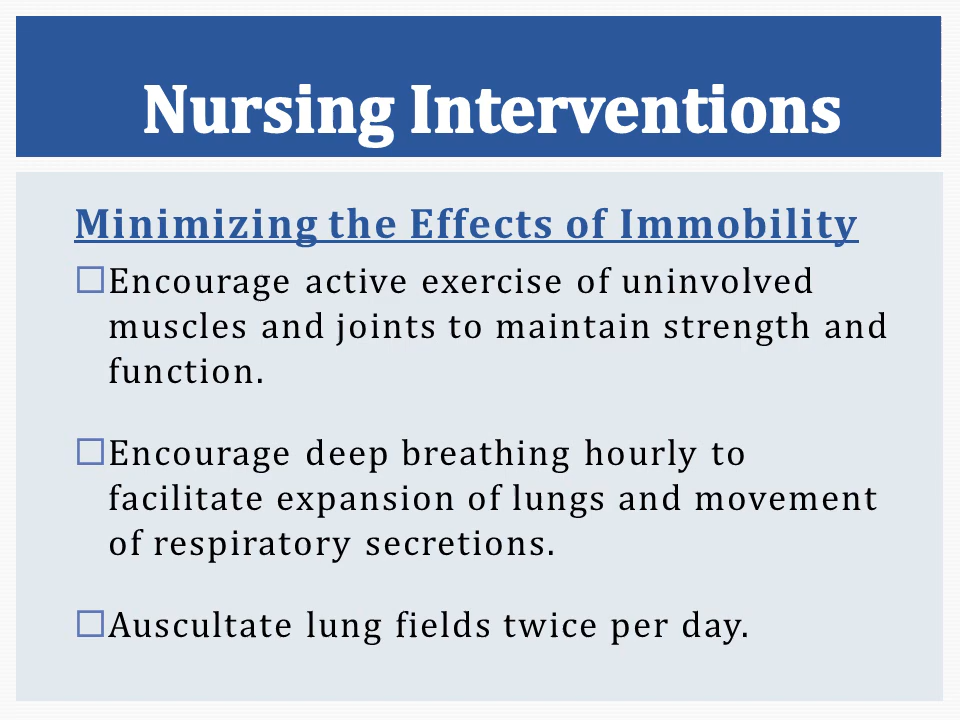 Nursing Interventions
Minimizing the Effects of Immobility
Encourage active exercise of uninvolved
muscles and joints to maintain strength and
function.
Encourage deep breathing hourly to
facilitate expansion of lungs and movement
of respiratory secretions.
Auscultate lung fields twice per day.